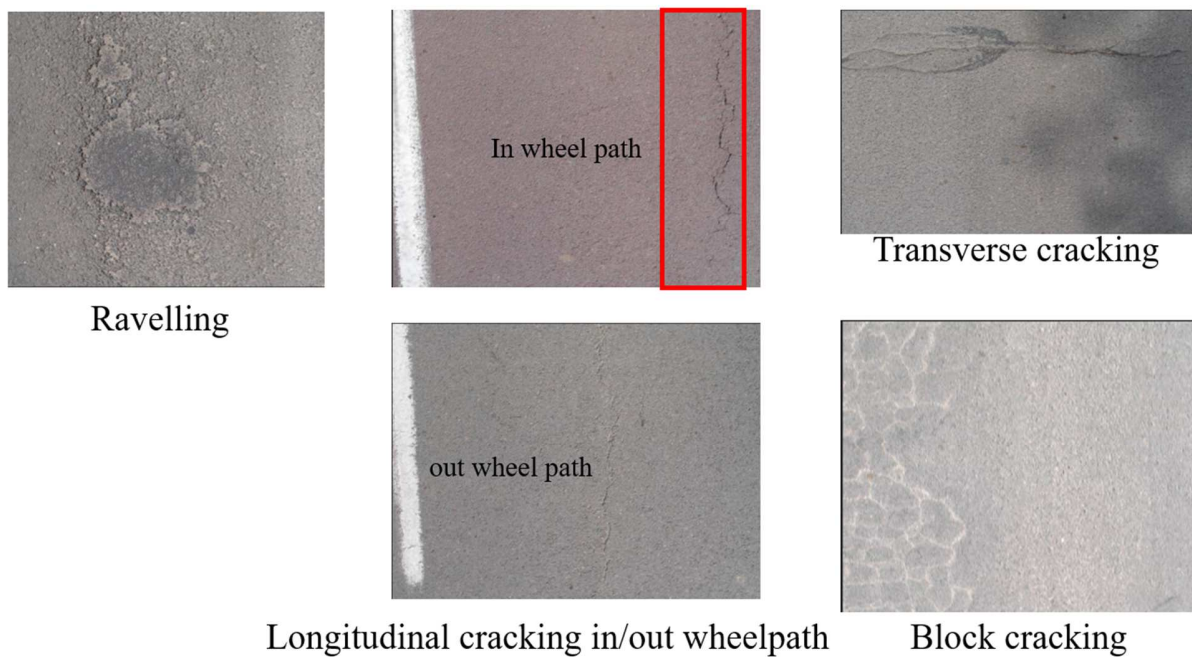 In wheel path
Transverse cracking
Ravelling
out wheel path
Longitudinal cracking in/out wheelpath
Block cracking